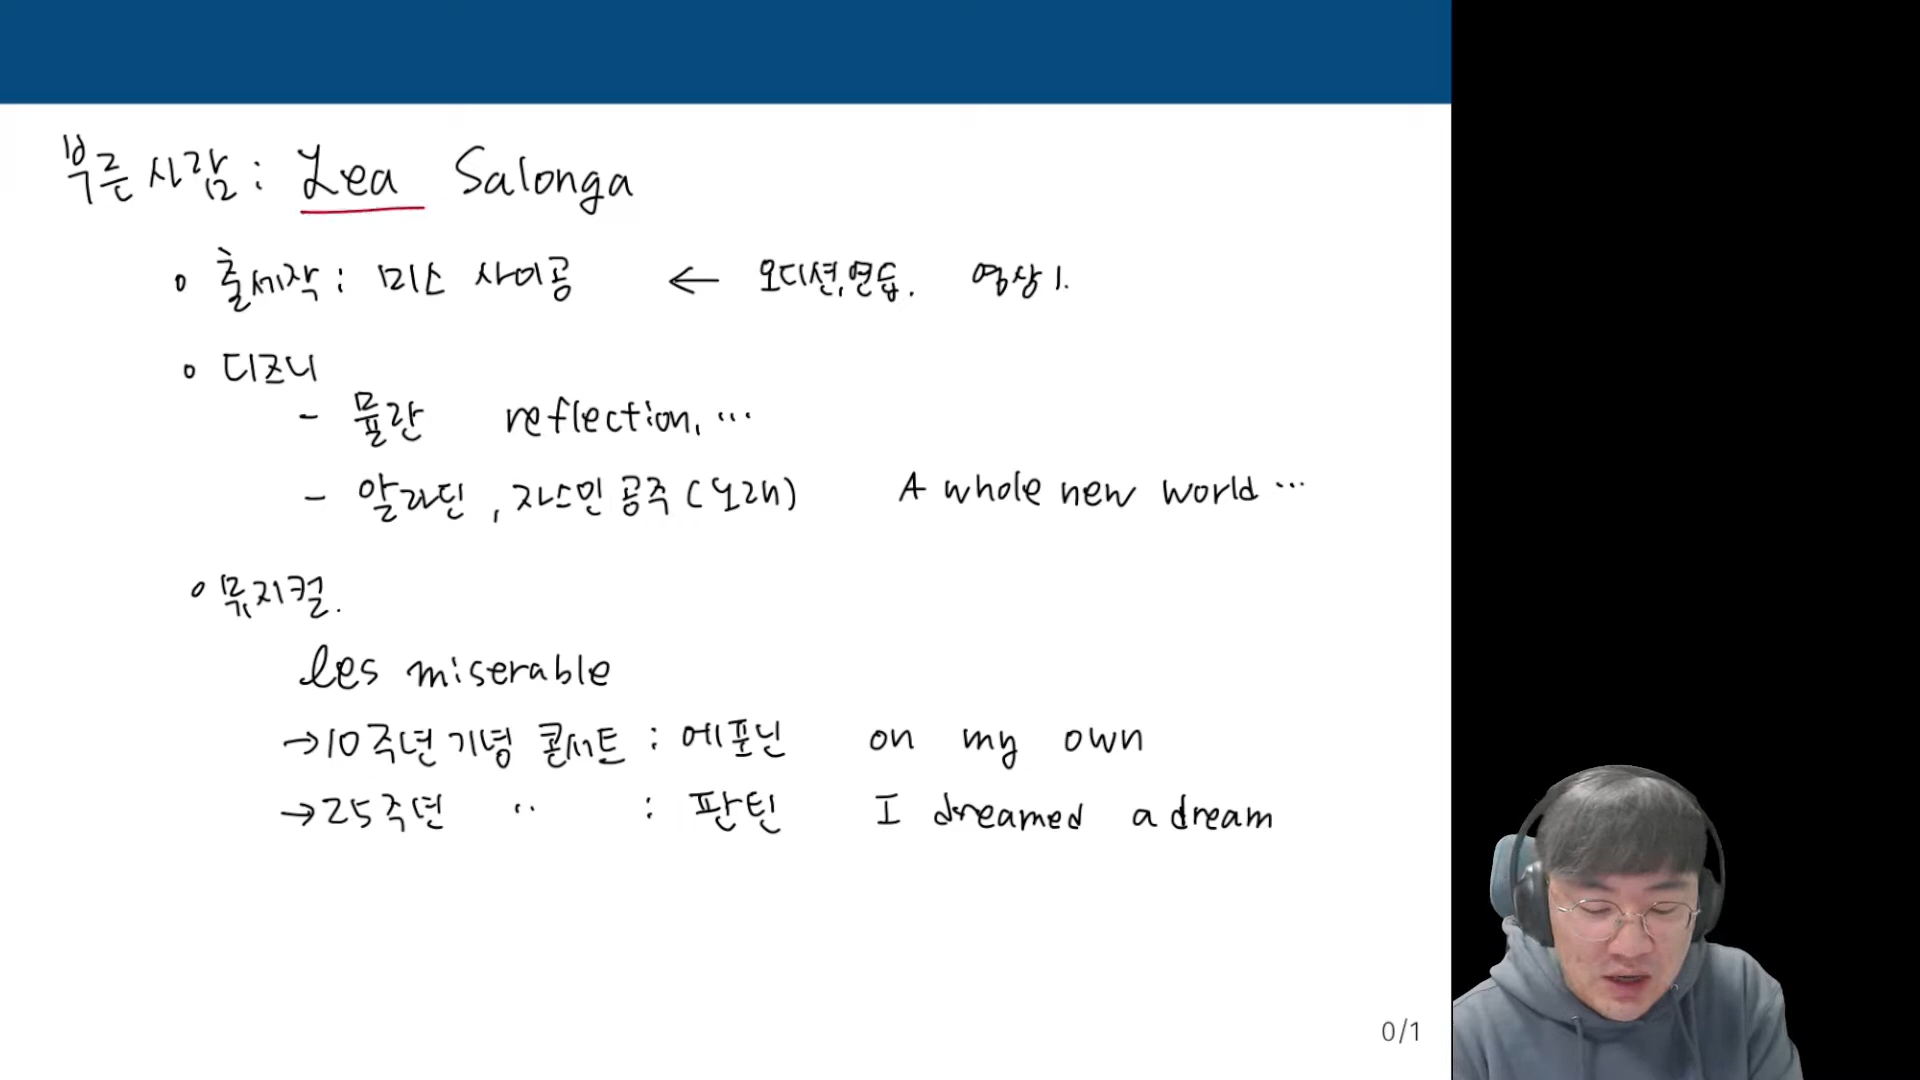 부른사람 : Lea Salonga
출세작 : 미스 사이공 ← 오디션,연습. 영상1.
디즈니
- 뮬란 reflection, …
- 알라딘 , 자스민 공주 (노래) A whole new world …
뮤지컬.
les miserable
→10주년기념 콘서트 : 에포닌 on my own
→25주년 〃 : 판틴 I dreamed a dream
0/1